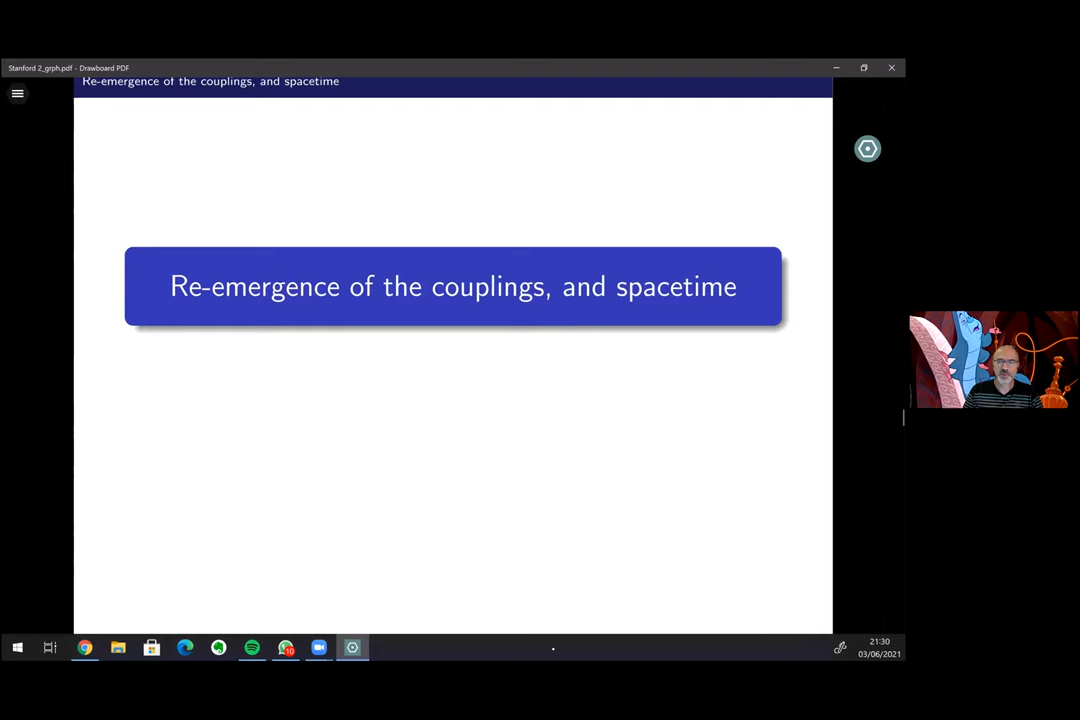 Stanford 2_grph.pdf - Drawboard PDF
Re-emergence of the couplings, and spacetime
Re-emergence of the couplings, and spacetime
10
21:30
03/06/2021